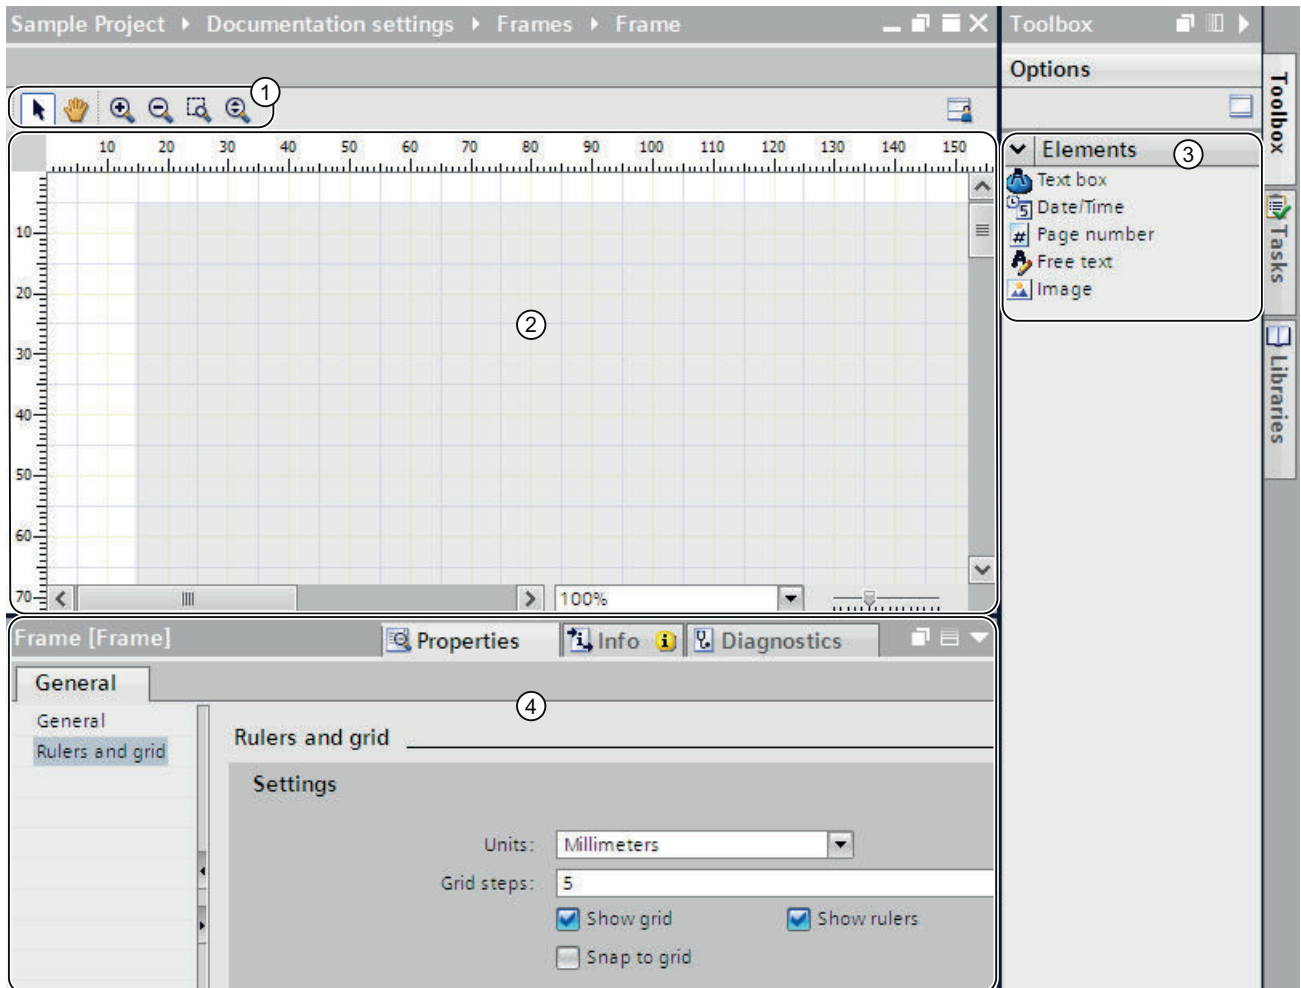 Sample Project ▸ Documentation settings ▸ Frames ▸ Frame
Toolbox
Options
1
10 20 30 40 50 60 70 80 90 100 110 120 130 140 150
10
20
30
40
50
60
70
2
100%
Elements
3
Text box
Date/Time
Page number
Free text
Image
Toolbox
Tasks
Libraries
Frame [Frame]
Properties
Info
Diagnostics
General
4
General
Rulers and grid
Rulers and grid
Settings
Units: Millimeters
Grid steps: 5
Show grid
Show rulers
Snap to grid